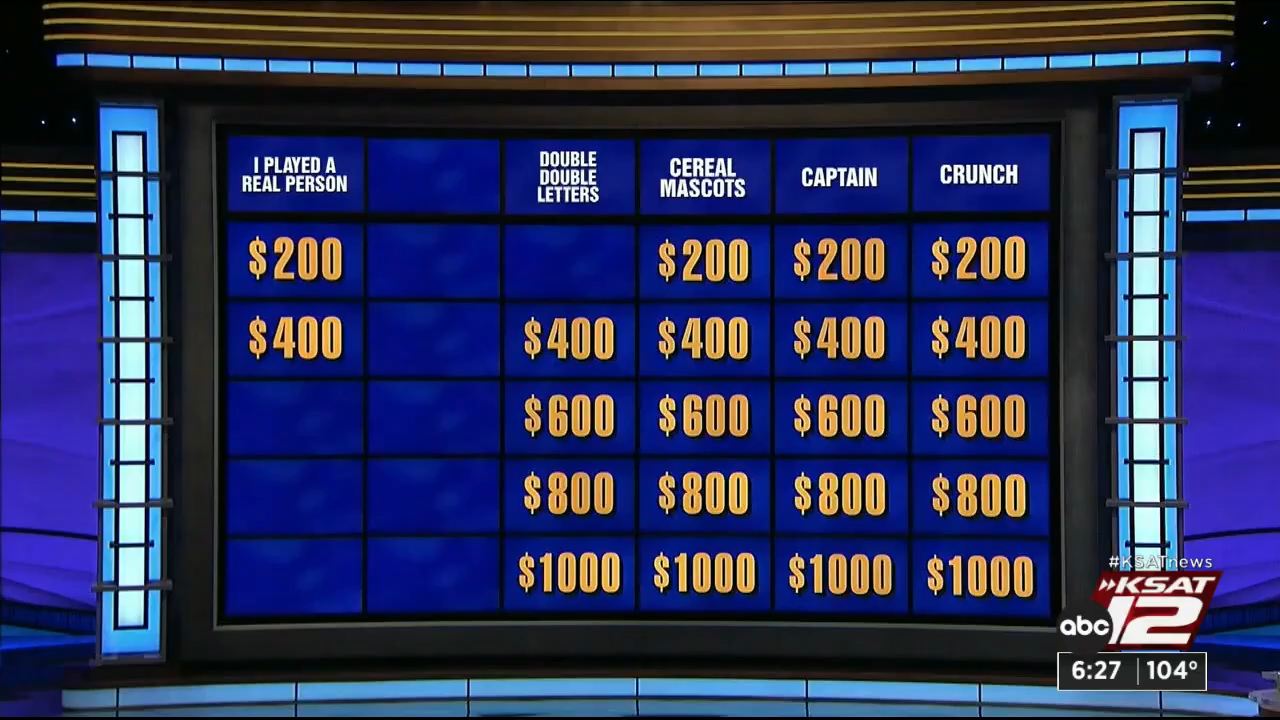 I PLAYED A
REAL PERSON
DOUBLE
DOUBLE
LETTERS
CEREAL
MASCOTS
CAPTAIN
CRUNCH
$200
$200
$200
$200
$400
$400
$400
$400
$400
$600
$600
$600
$600
$800
$800
$800
$800
$1000
$1000
$1000
$1000
#KSATnews
KSAT
abc 12
6:27 104°